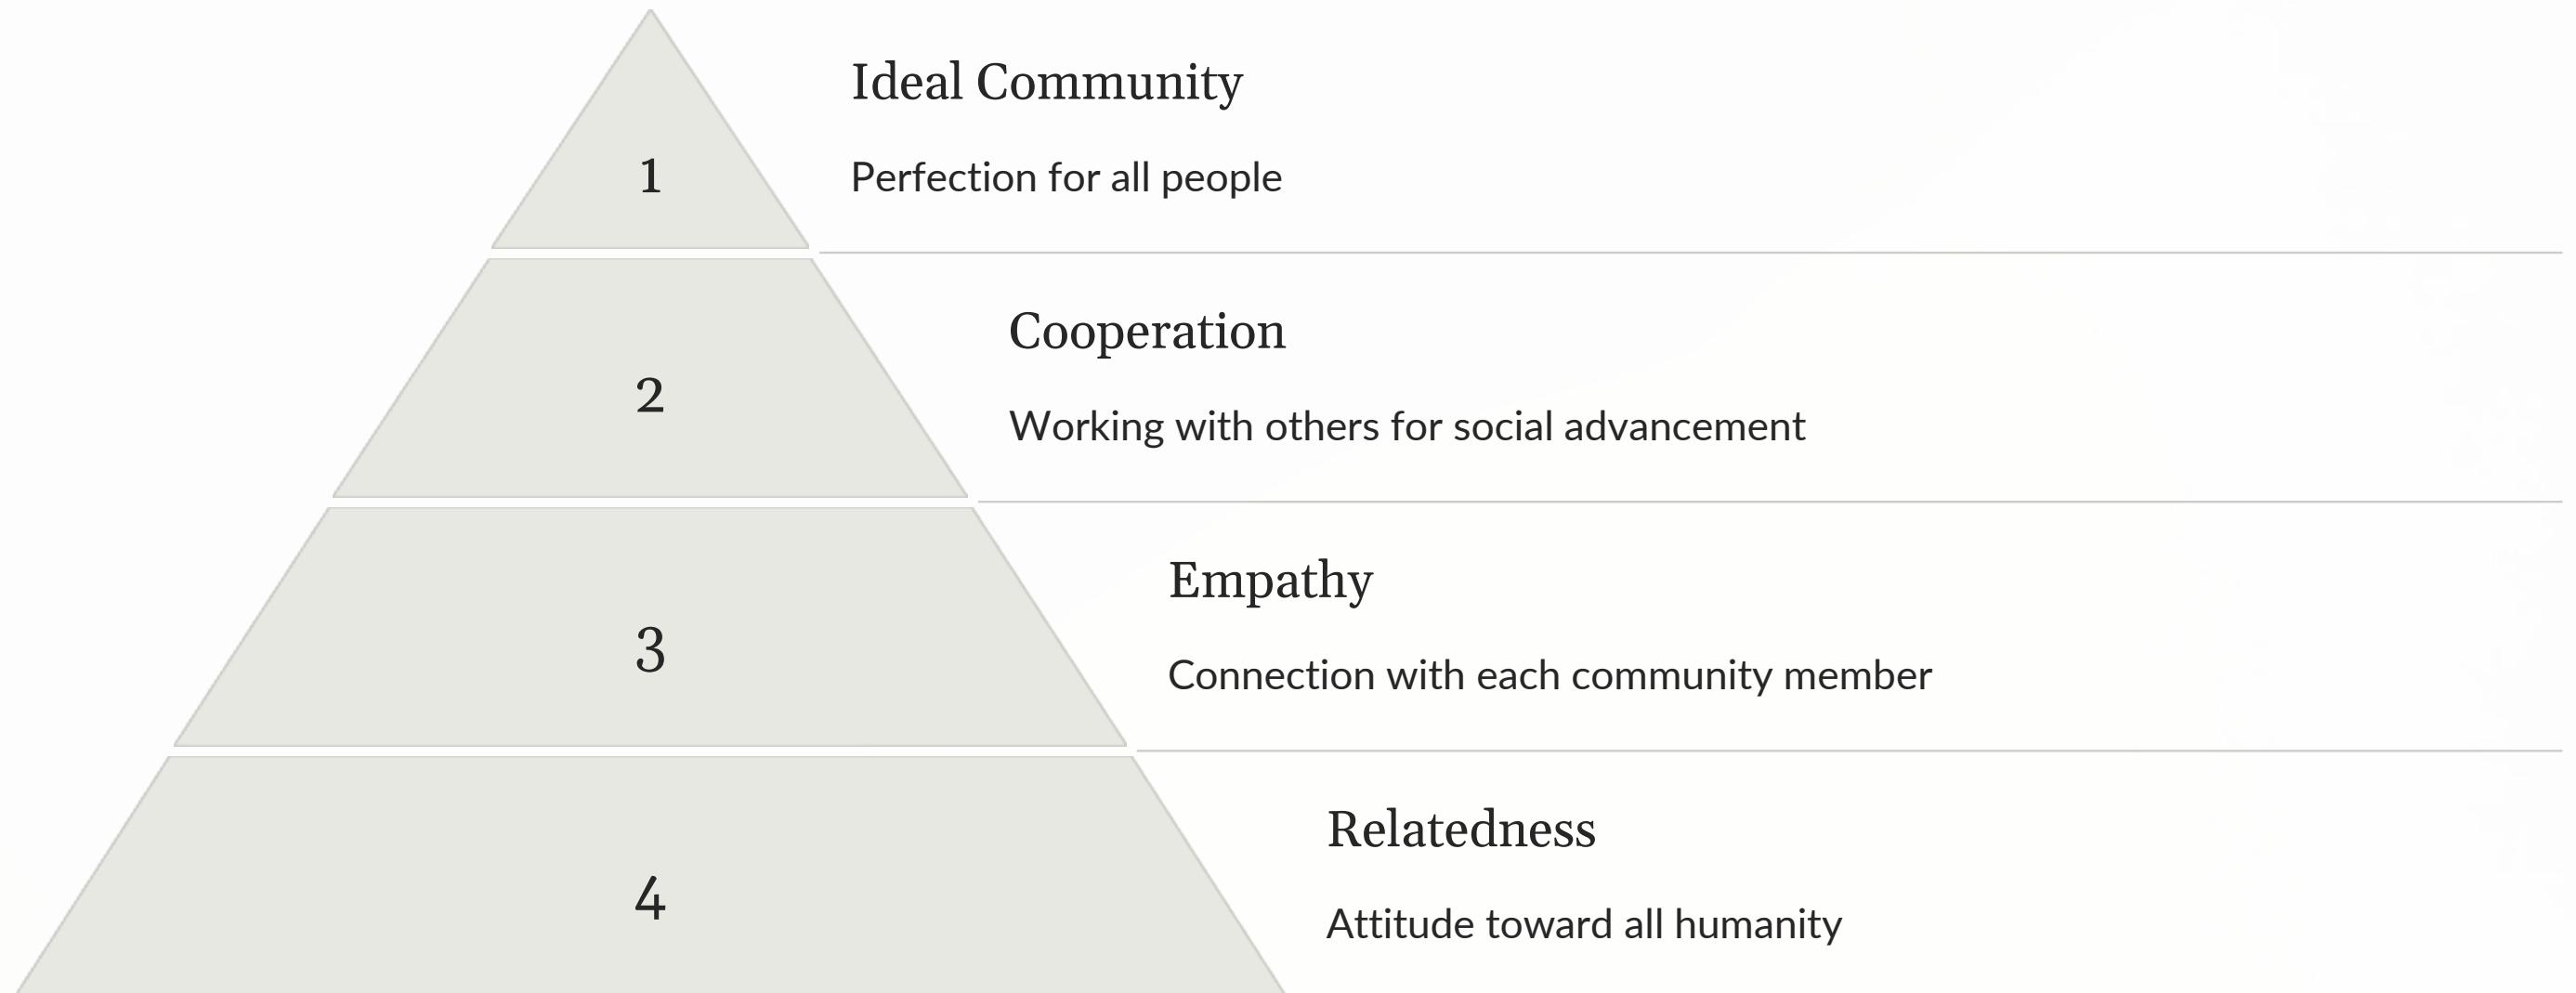 1
Ideal Community
Perfection for all people
2
Cooperation
Working with others for social advancement
3
Empathy
Connection with each community member
4
Relatedness
Attitude toward all humanity